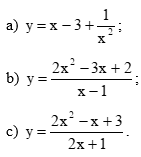 a) y = x − 3 + 1/x² ;
b) y = (2x² − 3x + 2)/(x − 1) ;
c) y = (2x² − x + 3)/(2x + 1) .